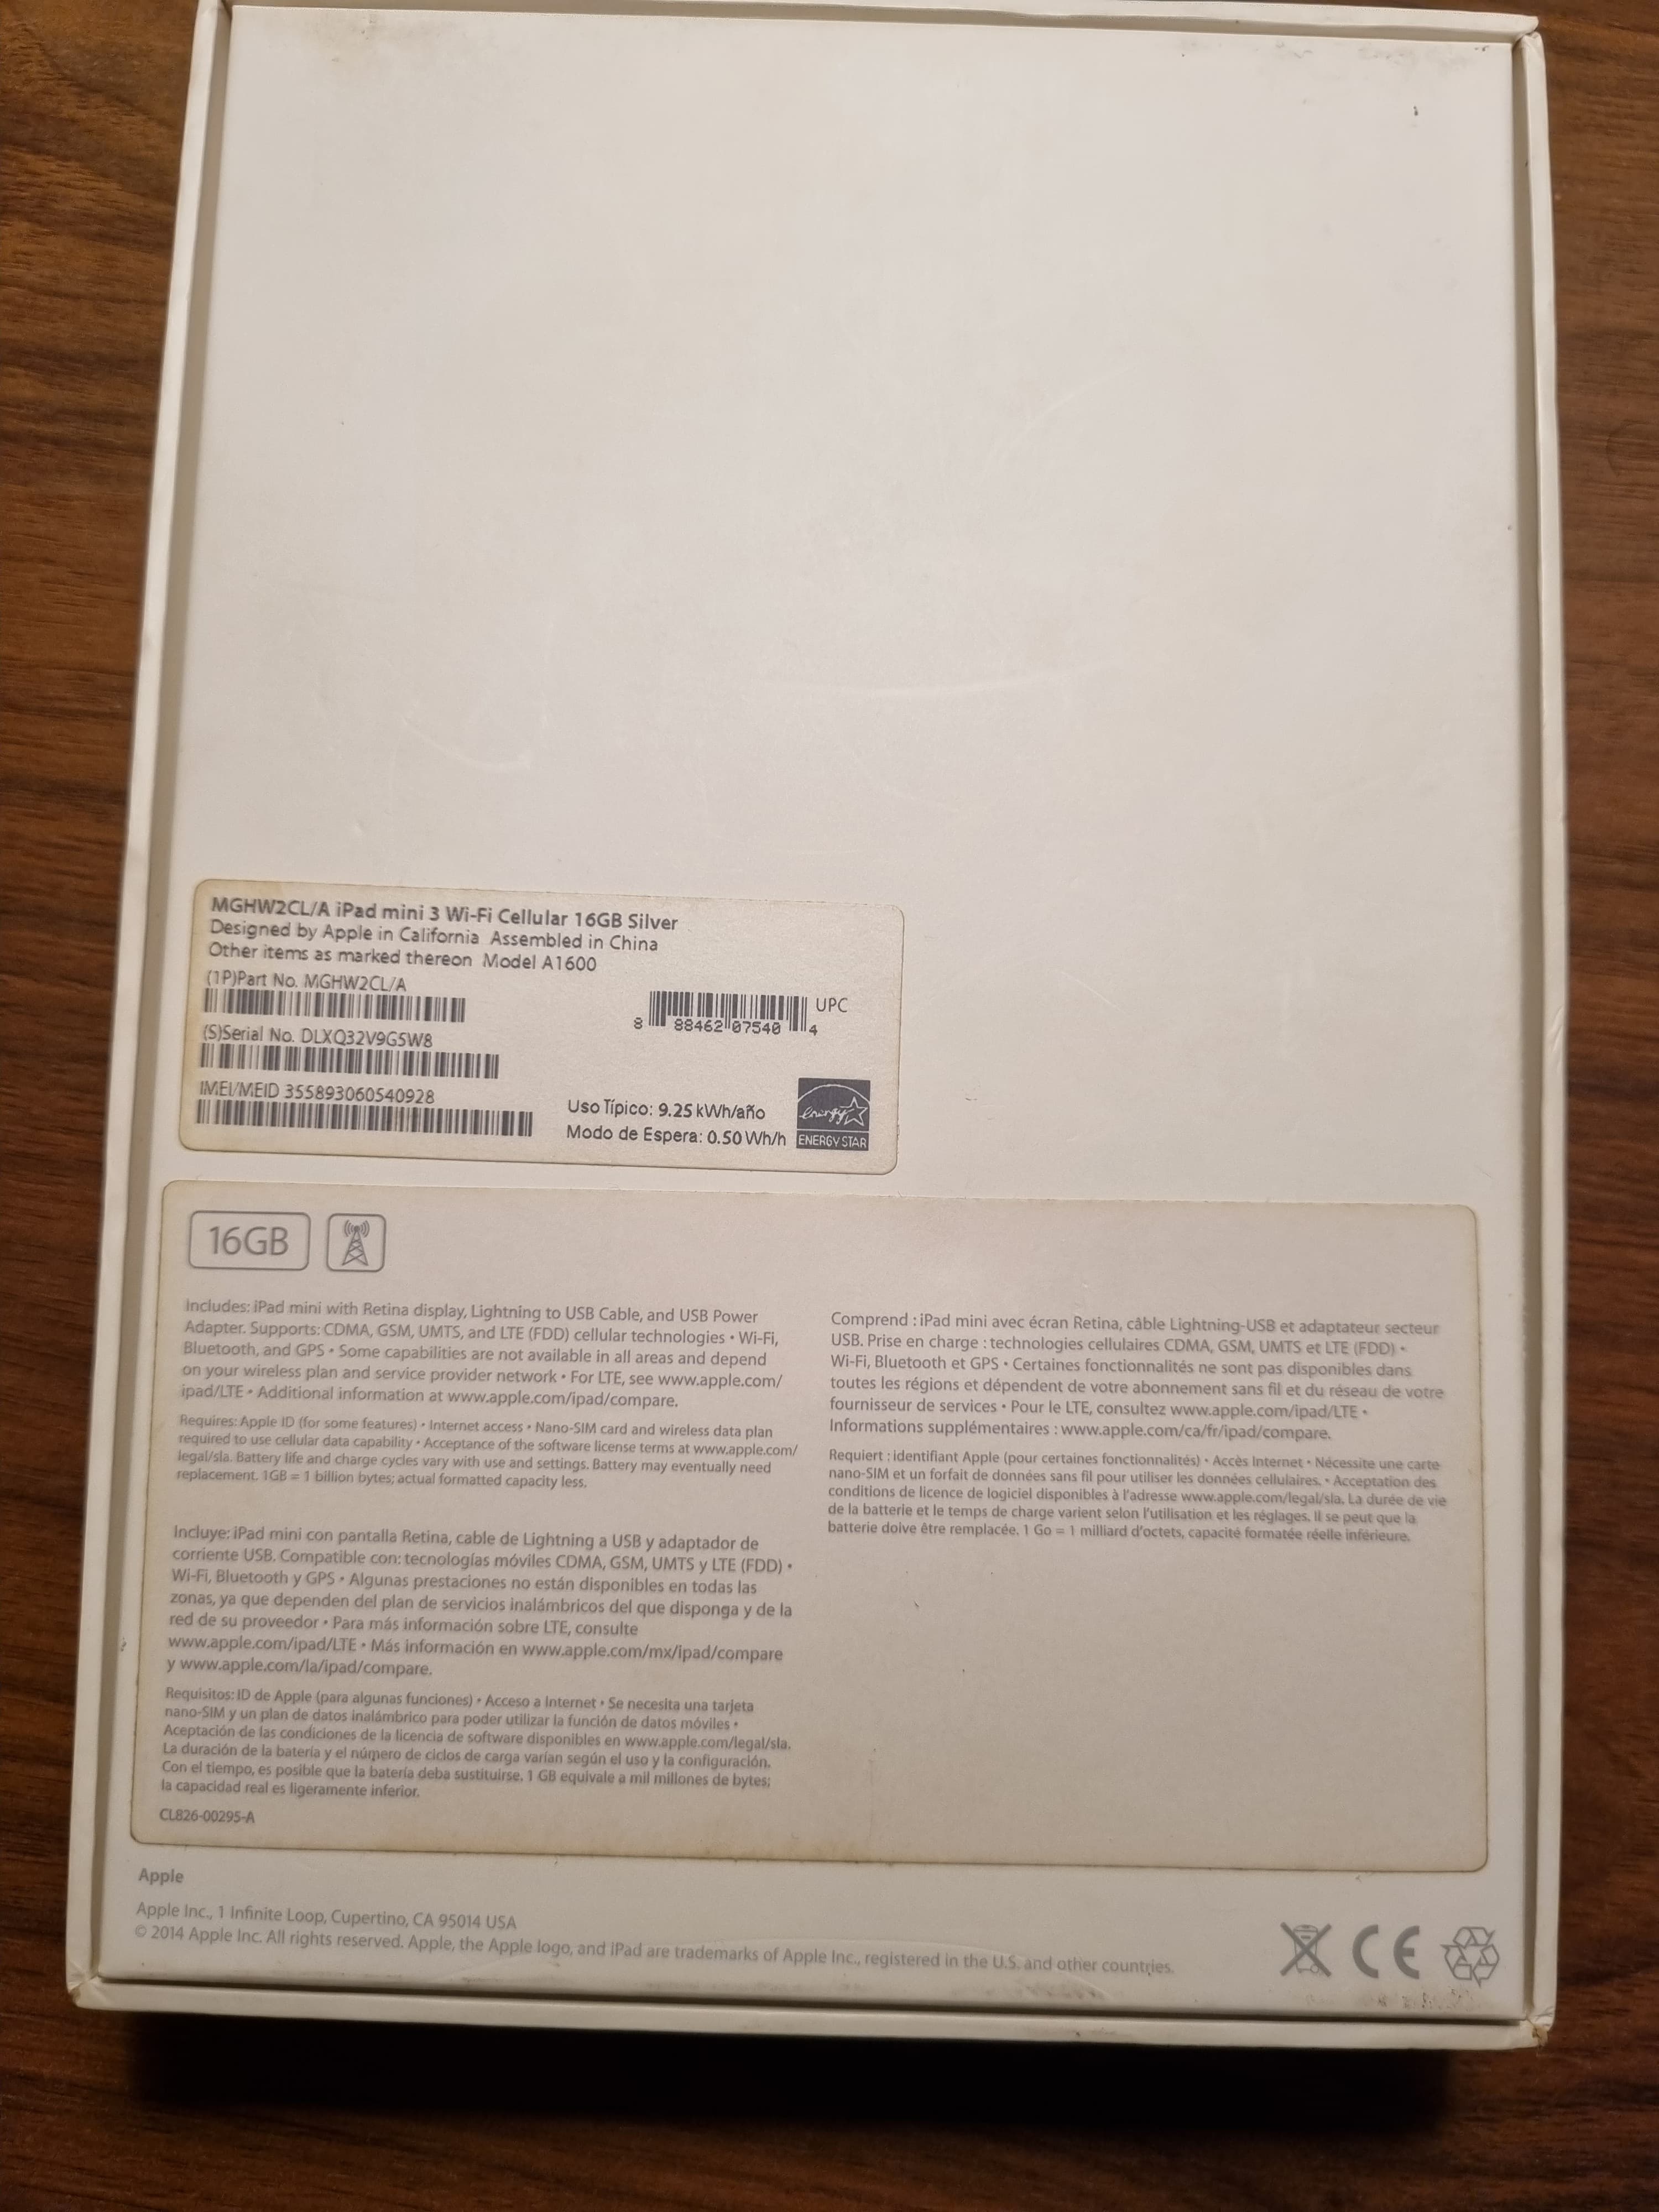 MGHW2CL/A iPad mini 3 Wi-Fi Cellular 16GB Silver
Designed by Apple in California Assembled in China
Other items as marked thereon Model A1600
(1P)Part No. MGHW2CL/A
UPC
8 88462 07540 4
(S)Serial No. DLXQ32V9G5W8
IMEI/MEID 355893060540928
Uso Típico: 9.25 kWh/año
Modo de Espera: 0.50 Wh/h
energy
ENERGY STAR
16GB
Includes: iPad mini with Retina display, Lightning to USB Cable, and USB Power
Adapter. Supports: CDMA, GSM, UMTS, and LTE (FDD) cellular technologies • Wi-Fi,
Bluetooth, and GPS • Some capabilities are not available in all areas and depend
on your wireless plan and service provider network • For LTE, see www.apple.com/
ipad/LTE • Additional information at www.apple.com/ipad/compare.
Requires: Apple ID (for some features) • Internet access • Nano-SIM card and wireless data plan
required to use cellular data capability • Acceptance of the software license terms at www.apple.com/
legal/sla. Battery life and charge cycles vary with use and settings. Battery may eventually need
replacement. 1GB = 1 billion bytes; actual formatted capacity less.
Incluye: iPad mini con pantalla Retina, cable de Lightning a USB y adaptador de
corriente USB. Compatible con: tecnologías móviles CDMA, GSM, UMTS y LTE (FDD) •
Wi-Fi, Bluetooth y GPS • Algunas prestaciones no están disponibles en todas las
zonas, ya que dependen del plan de servicios inalámbricos del que disponga y de la
red de su proveedor • Para más información sobre LTE, consulte
www.apple.com/ipad/LTE • Más información en www.apple.com/mx/ipad/compare
y www.apple.com/la/ipad/compare.
Requisitos: ID de Apple (para algunas funciones) • Acceso a Internet • Se necesita una tarjeta
nano-SIM y un plan de datos inalámbrico para poder utilizar la función de datos móviles •
Aceptación de las condiciones de la licencia de software disponibles en www.apple.com/legal/sla.
La duración de la batería y el número de ciclos de carga varían según el uso y la configuración.
Con el tiempo, es posible que la batería deba sustituirse. 1 GB equivale a mil millones de bytes;
la capacidad real es ligeramente inferior.
CL826-00295-A
Comprend : iPad mini avec écran Retina, câble Lightning-USB et adaptateur secteur
USB. Prise en charge : technologies cellulaires CDMA, GSM, UMTS et LTE (FDD) •
Wi-Fi, Bluetooth et GPS • Certaines fonctionnalités ne sont pas disponibles dans
toutes les régions et dépendent de votre abonnement sans fil et du réseau de votre
fournisseur de services • Pour le LTE, consultez www.apple.com/ipad/LTE •
Informations supplémentaires : www.apple.com/ca/fr/ipad/compare.
Requiert : identifiant Apple (pour certaines fonctionnalités) • Accès Internet • Nécessite une carte
nano-SIM et un forfait de données sans fil pour utiliser les données cellulaires. • Acceptation des
conditions de licence de logiciel disponibles à l'adresse www.apple.com/legal/sla. La durée de vie
de la batterie et le temps de charge varient selon l'utilisation et les réglages. Il se peut que la
batterie doive être remplacée. 1 Go = 1 milliard d'octets, capacité formatée réelle inférieure.
Apple
Apple Inc., 1 Infinite Loop, Cupertino, CA 95014 USA
© 2014 Apple Inc. All rights reserved. Apple, the Apple logo, and iPad are trademarks of Apple Inc., registered in the U.S. and other countries.
CE